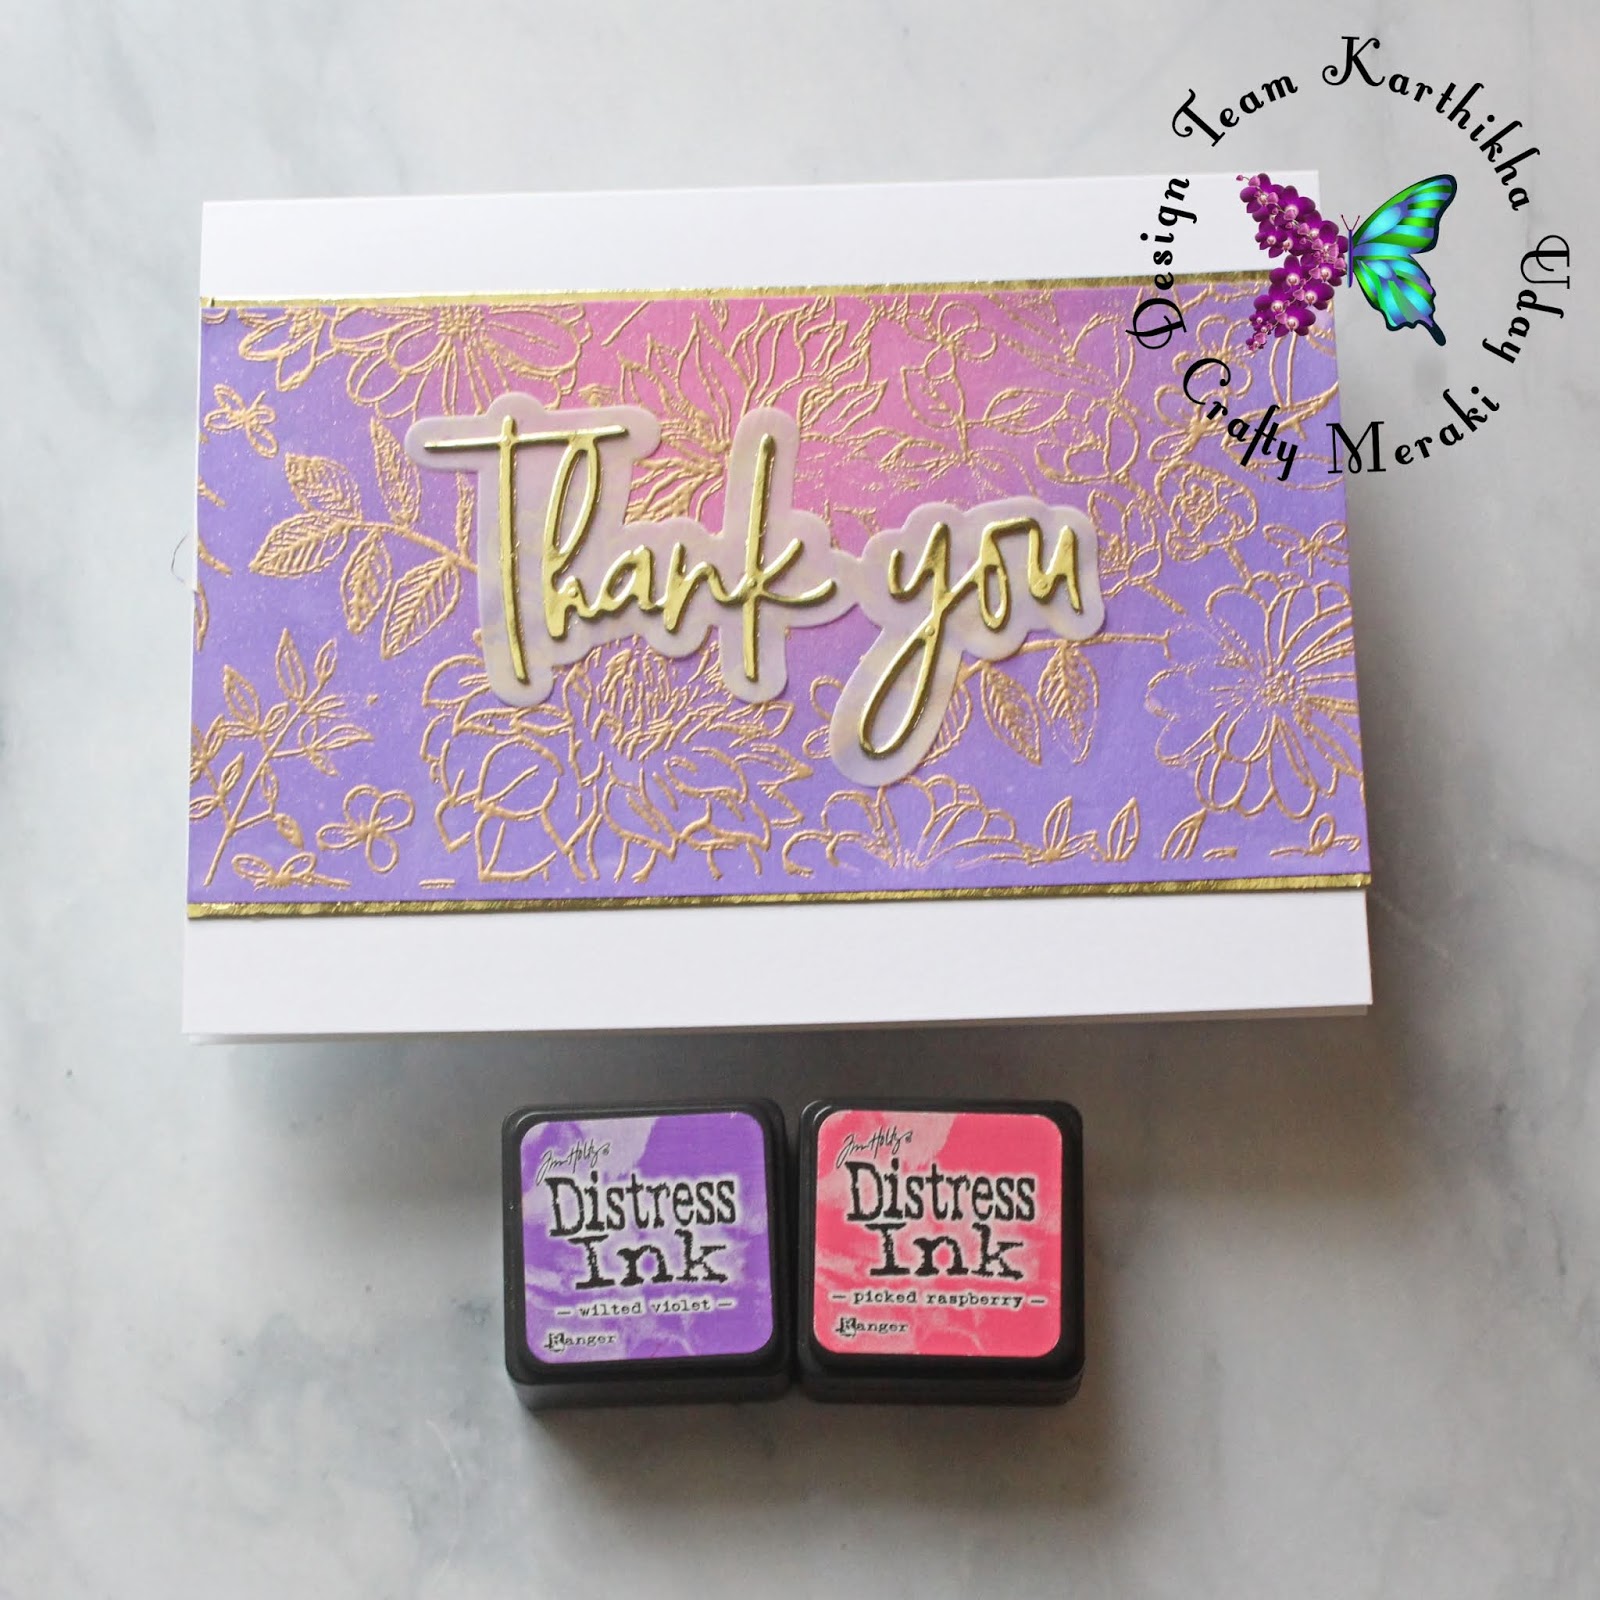 Design Team Karthikha Uday
Crafty Meraki
Thank you
Tim Holtz
Distress
Ink
— wilted violet —
Ranger
Tim Holtz
Distress
Ink
— picked raspberry —
Ranger